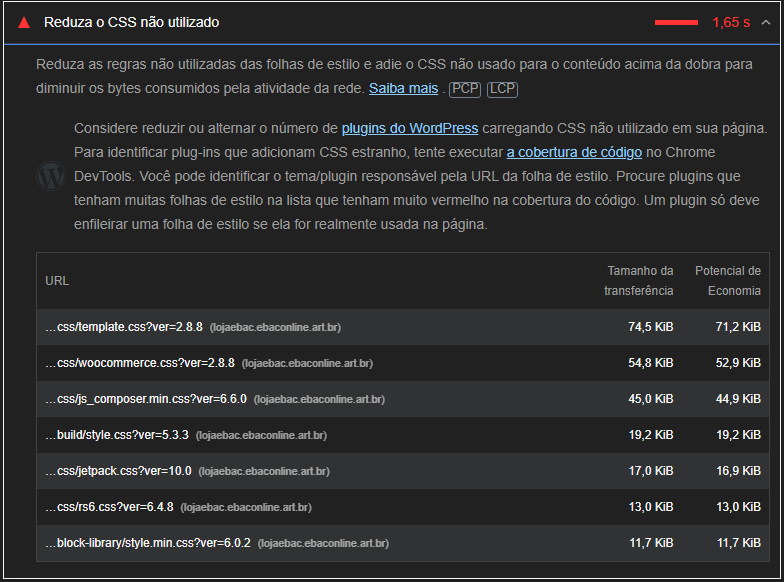 Reduza o CSS não utilizado 1,65 s
Reduza as regras não utilizadas das folhas de estilo e adie o CSS não usado para o conteúdo acima da dobra para
diminuir os bytes consumidos pela atividade da rede. Saiba mais . PCP LCP
Considere reduzir ou alternar o número de plugins do WordPress carregando CSS não utilizado em sua página.
Para identificar plug-ins que adicionam CSS estranho, tente executar a cobertura de código no Chrome
DevTools. Você pode identificar o tema/plugin responsável pela URL da folha de estilo. Procure plugins que
tenham muitas folhas de estilo na lista que tenham muito vermelho na cobertura do código. Um plugin só deve
enfileirar uma folha de estilo se ela for realmente usada na página.
URL Tamanho da transferência Potencial de Economia
…css/template.css?ver=2.8.8 (lojaebac.ebaconline.art.br) 74,5 KiB 71,2 KiB
…css/woocommerce.css?ver=2.8.8 (lojaebac.ebaconline.art.br) 54,8 KiB 52,9 KiB
…css/js_composer.min.css?ver=6.6.0 (lojaebac.ebaconline.art.br) 45,0 KiB 44,9 KiB
…build/style.css?ver=5.3.3 (lojaebac.ebaconline.art.br) 19,2 KiB 19,2 KiB
…css/jetpack.css?ver=10.0 (lojaebac.ebaconline.art.br) 17,0 KiB 16,9 KiB
…css/rs6.css?ver=6.4.8 (lojaebac.ebaconline.art.br) 13,0 KiB 13,0 KiB
…block-library/style.min.css?ver=6.0.2 (lojaebac.ebaconline.art.br) 11,7 KiB 11,7 KiB